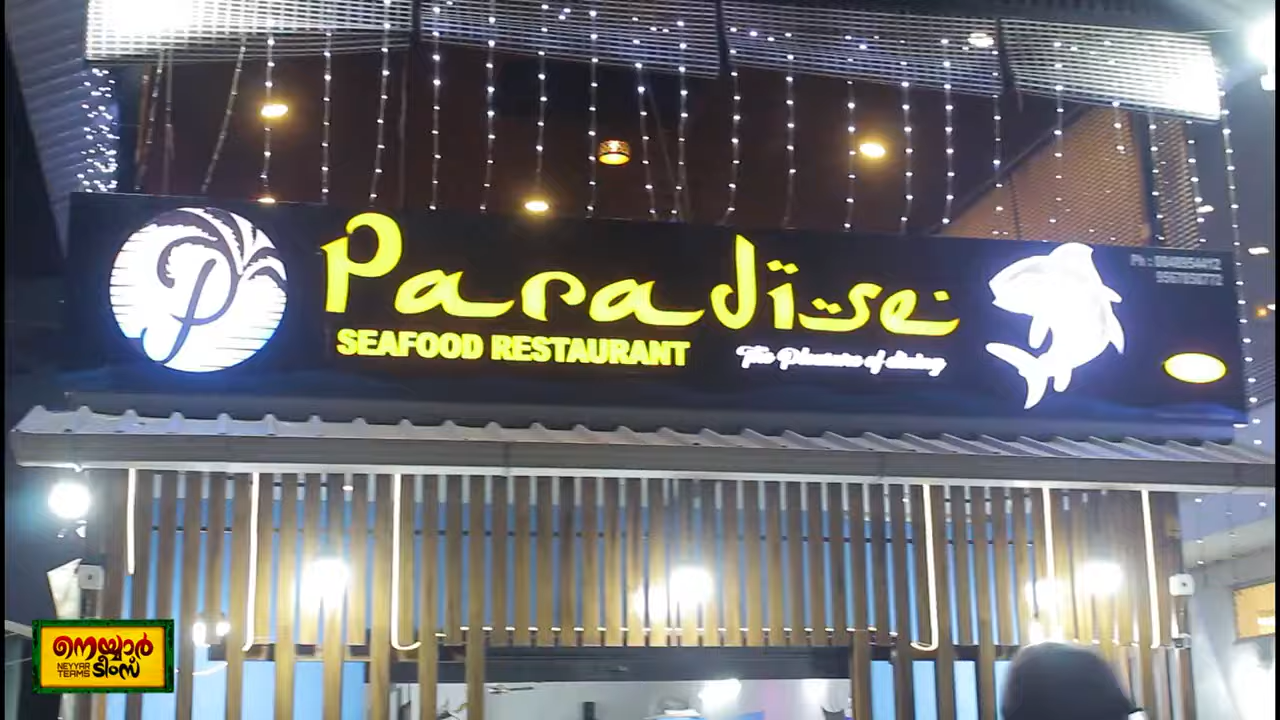 P
Paradise
SEAFOOD RESTAURANT
The Pleasure of dining
നെയ്യാർ
ടീംസ്
NEYYAR
TEAMS